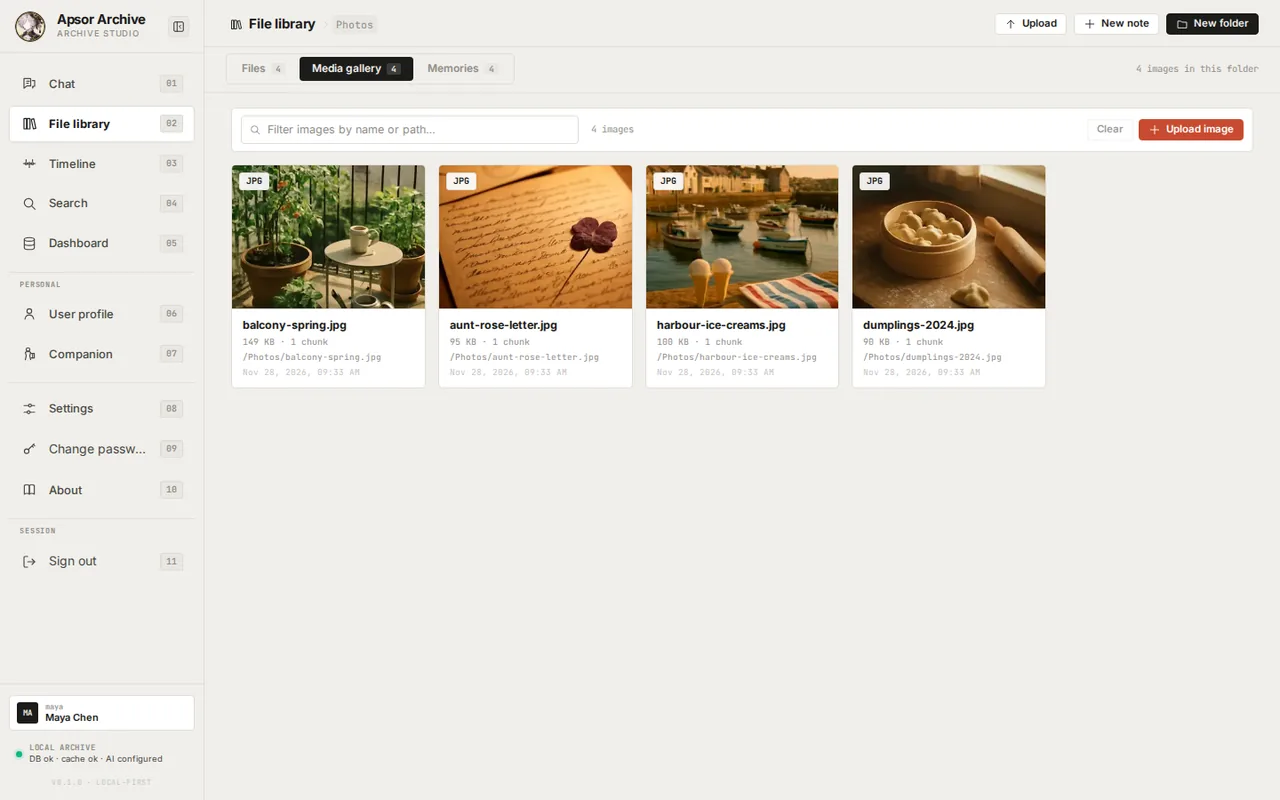 Apsor Archive
ARCHIVE STUDIO
Chat 01
File library 02
Timeline 03
Search 04
Dashboard 05
PERSONAL
User profile 06
Companion 07
Settings 08
Change passw... 09
About 10
SESSION
Sign out 11
MA
maya
Maya Chen
LOCAL ARCHIVE
DB ok · cache ok · AI configured
File library
Photos
Upload
New note
New folder
Files 4
Media gallery 4
Memories 4
4 images in this folder
Filter images by name or path...
4 images
Clear
Upload image
JPG
balcony-spring.jpg
149 KB · 1 chunk
/Photos/balcony-spring.jpg
Nov 28, 2026, 09:33 AM
JPG
aunt-rose-letter.jpg
95 KB · 1 chunk
/Photos/aunt-rose-letter.jpg
Nov 28, 2026, 09:33 AM
JPG
harbour-ice-creams.jpg
100 KB · 1 chunk
/Photos/harbour-ice-creams.jpg
Nov 28, 2026, 09:33 AM
JPG
dumplings-2024.jpg
90 KB · 1 chunk
/Photos/dumplings-2024.jpg
Nov 28, 2026, 09:33 AM